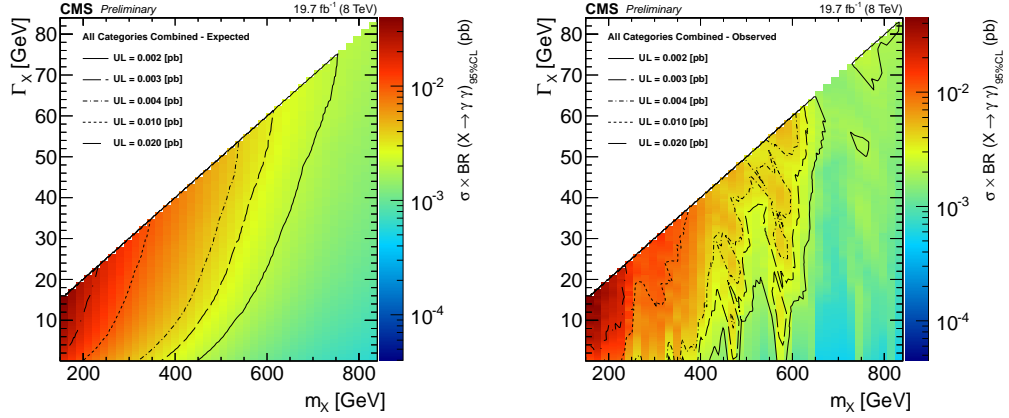 CMS Preliminary 19.7 fb⁻¹ (8 TeV)
All Categories Combined - Expected
UL = 0.002 [pb]
UL = 0.003 [pb]
UL = 0.004 [pb]
UL = 0.010 [pb]
UL = 0.020 [pb]
Γ_X [GeV]
80
70
60
50
40
30
20
10
200 400 600 800
m_X [GeV]
10⁻²
10⁻³
10⁻⁴
σ × BR (X → γ γ)_95%CL (pb)
CMS Preliminary 19.7 fb⁻¹ (8 TeV)
All Categories Combined - Observed
UL = 0.002 [pb]
UL = 0.003 [pb]
UL = 0.004 [pb]
UL = 0.010 [pb]
UL = 0.020 [pb]
Γ_X [GeV]
80
70
60
50
40
30
20
10
200 400 600 800
m_X [GeV]
10⁻²
10⁻³
10⁻⁴
σ × BR (X → γ γ)_95%CL (pb)